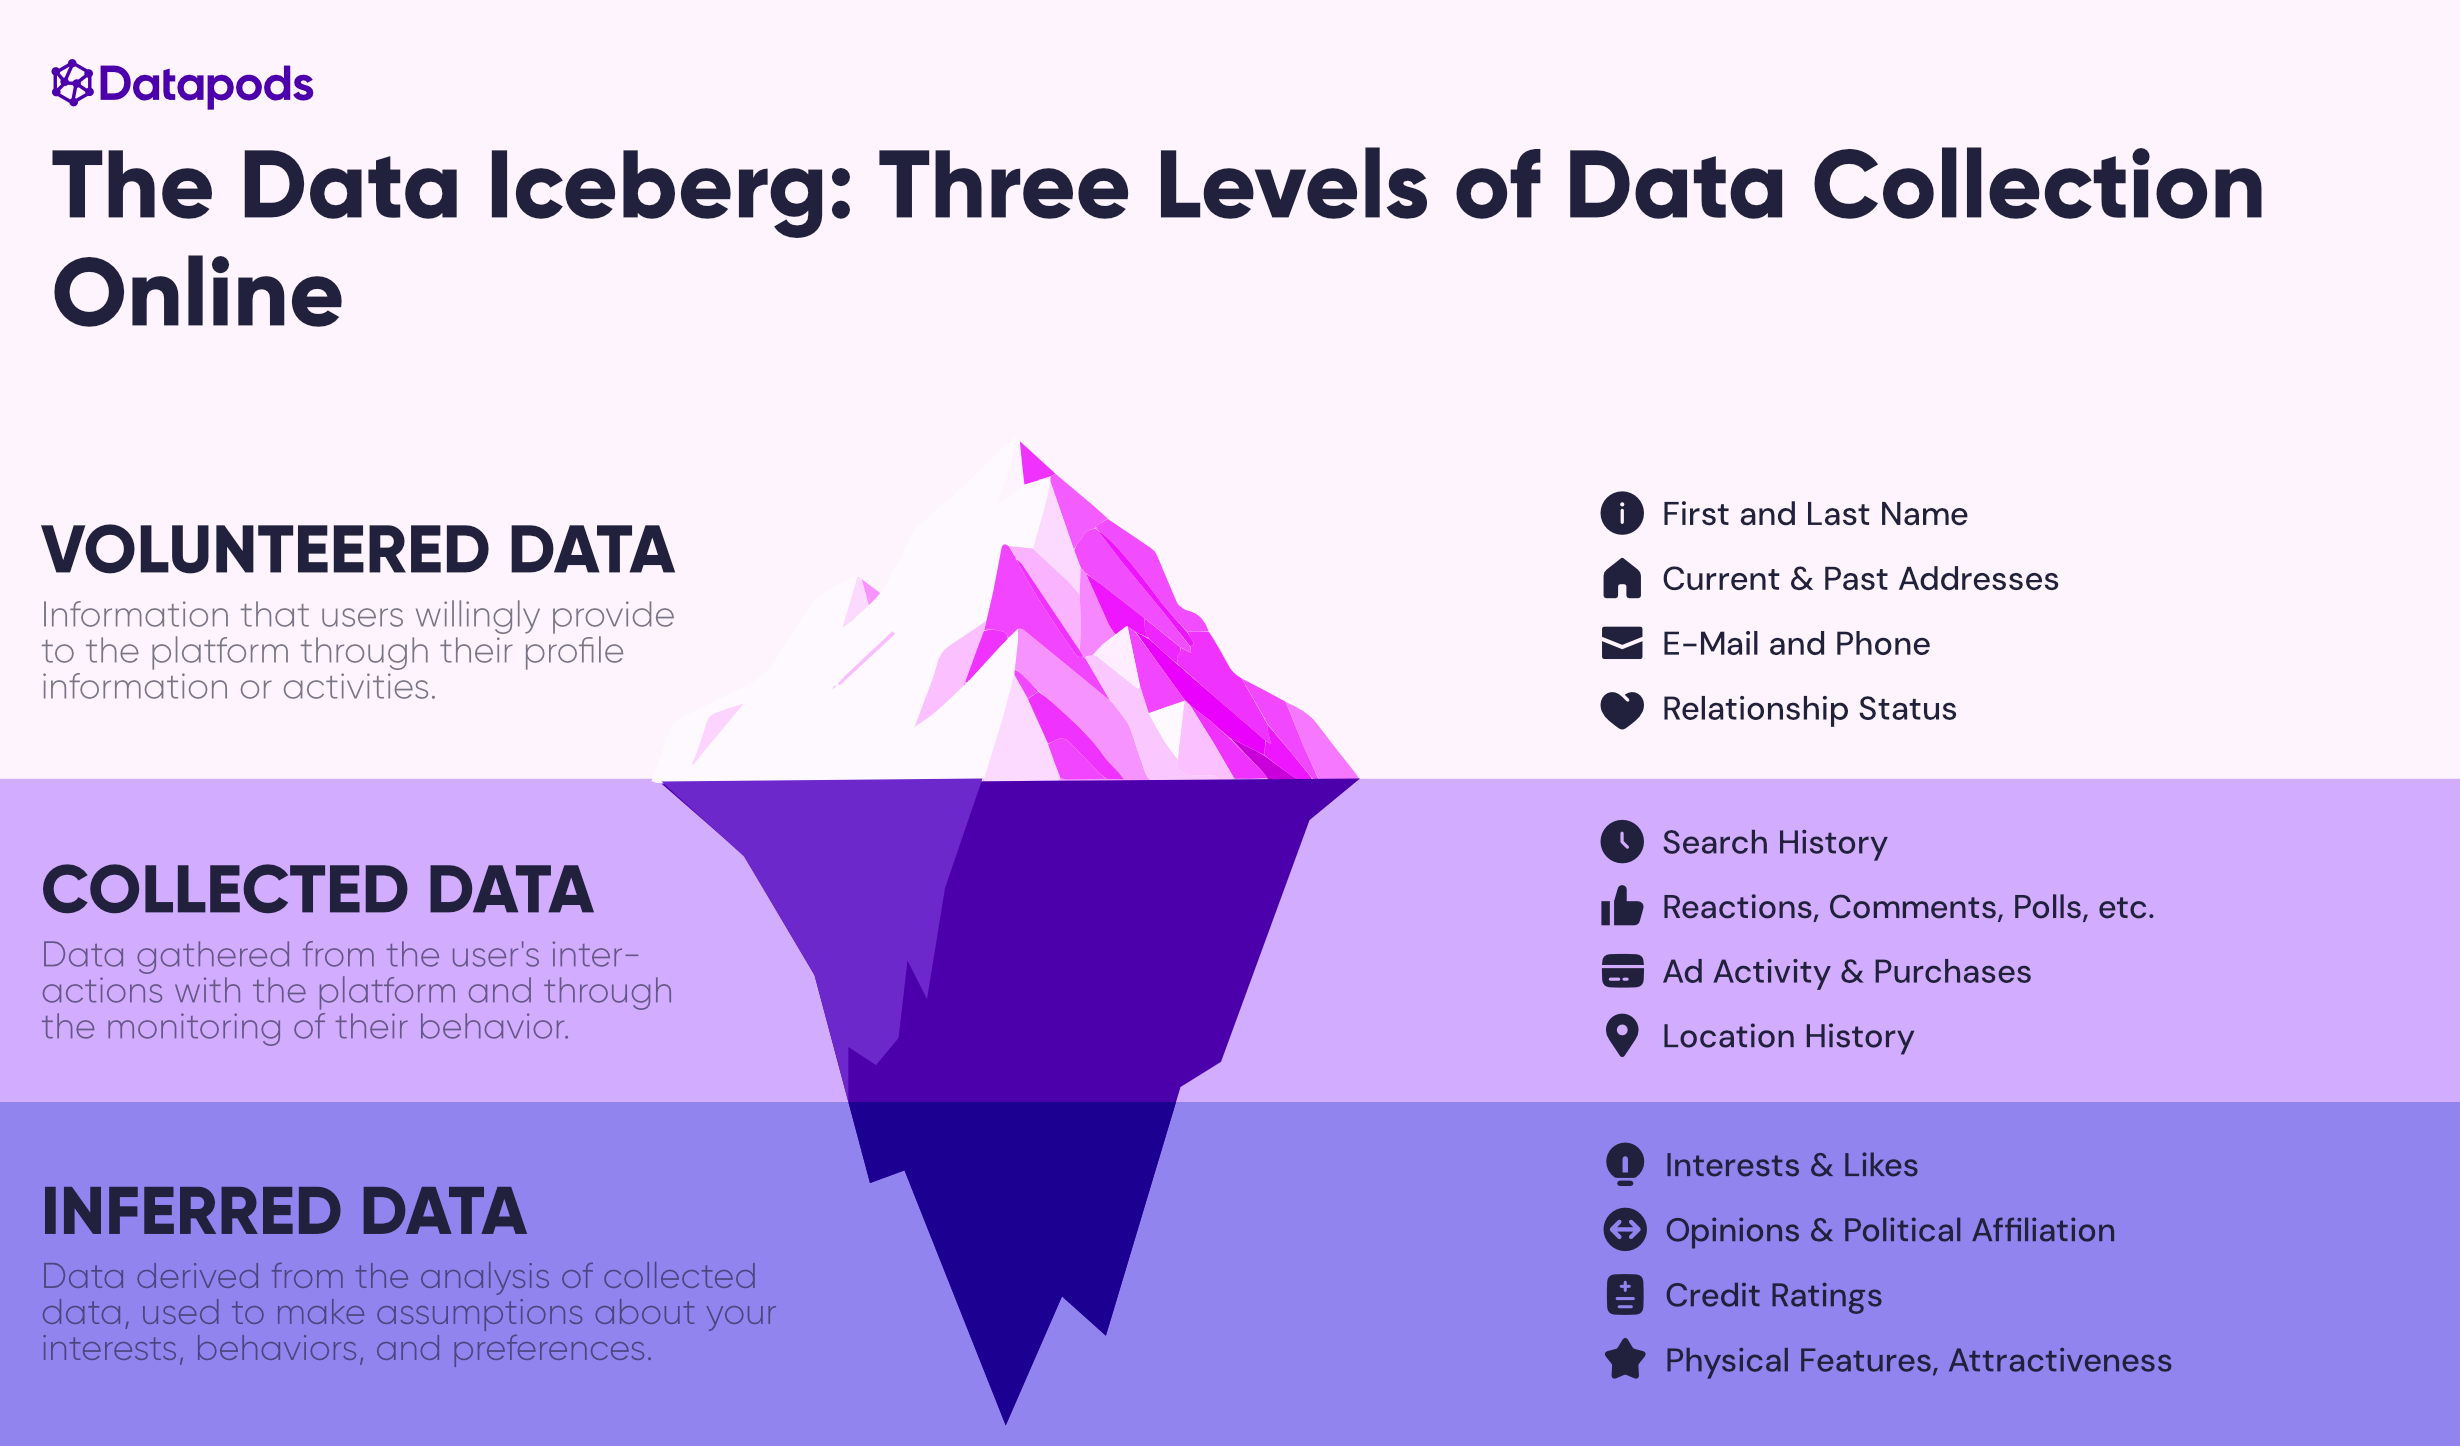 Datapods
The Data Iceberg: Three Levels of Data Collection
Online
VOLUNTEERED DATA
Information that users willingly provide
to the platform through their profile
information or activities.
First and Last Name
Current & Past Addresses
E-Mail and Phone
Relationship Status
COLLECTED DATA
Data gathered from the user's inter-
actions with the platform and through
the monitoring of their behavior.
Search History
Reactions, Comments, Polls, etc.
Ad Activity & Purchases
Location History
INFERRED DATA
Data derived from the analysis of collected
data, used to make assumptions about your
interests, behaviors, and preferences.
Interests & Likes
Opinions & Political Affiliation
Credit Ratings
Physical Features, Attractiveness